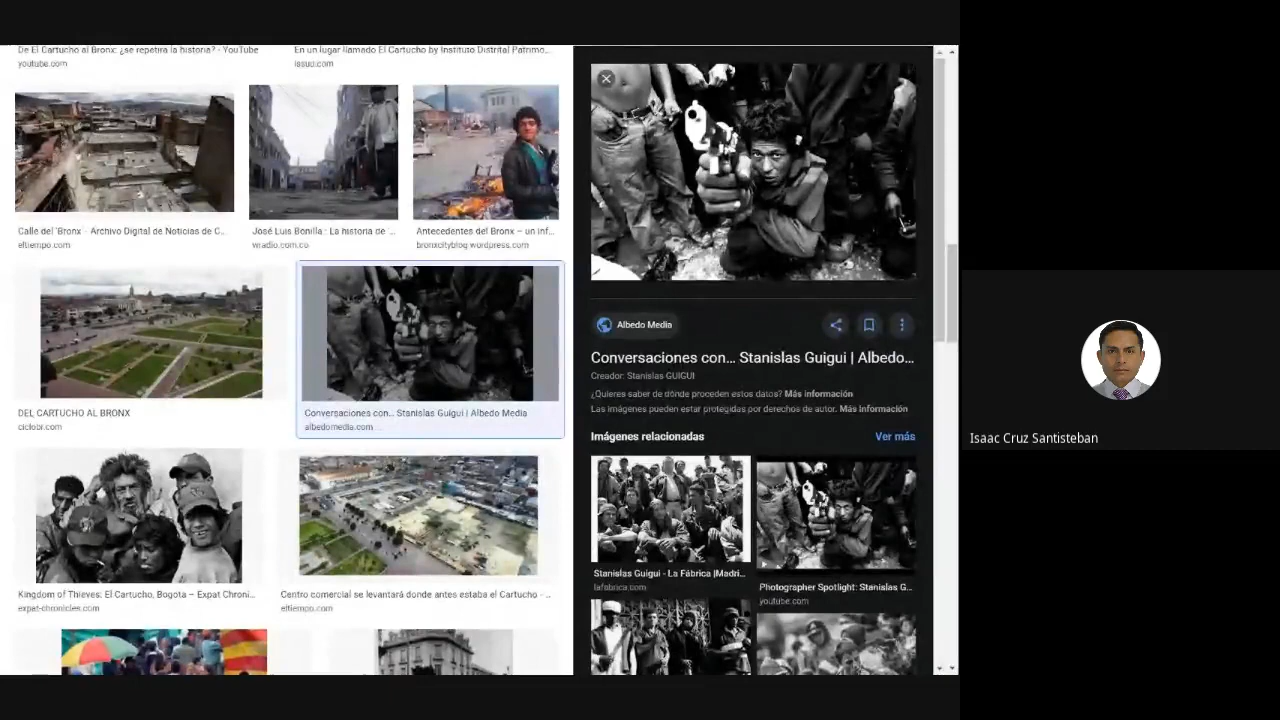 De El Cartucho al Bronx: ¿se repetira la historia? - YouTube
youtube.com
En un lugar llamado El Cartucho by Instituto Distrital Patrimo...
issuu.com
Calle del 'Bronx - Archivo Digital de Noticias de C...
eltiempo.com
José Luis Bonilla : La historia de '...
wradio.com.co
Antecedentes del Bronx – un inf...
bronxcityblog.wordpress.com
DEL CARTUCHO AL BRONX
ciclobr.com
Conversaciones con... Stanislas Guigui | Albedo Media
albedomedia.com
Kingdom of Thieves: El Cartucho, Bogota – Expat Chroni...
expat-chronicles.com
Centro comercial se levantará donde antes estaba el Cartucho -...
eltiempo.com
Albedo Media
Conversaciones con... Stanislas Guigui | Albedo...
Creador: Stanislas GUIGUI
¿Quieres saber de dónde proceden estos datos? Más información
Las imágenes pueden estar protegidas por derechos de autor. Más información
Imágenes relacionadas
Ver más
Stanislas Guigui - La Fábrica |Madri...
lafabrica.com
Photographer Spotlight: Stanislas G...
youtube.com
Isaac Cruz Santisteban